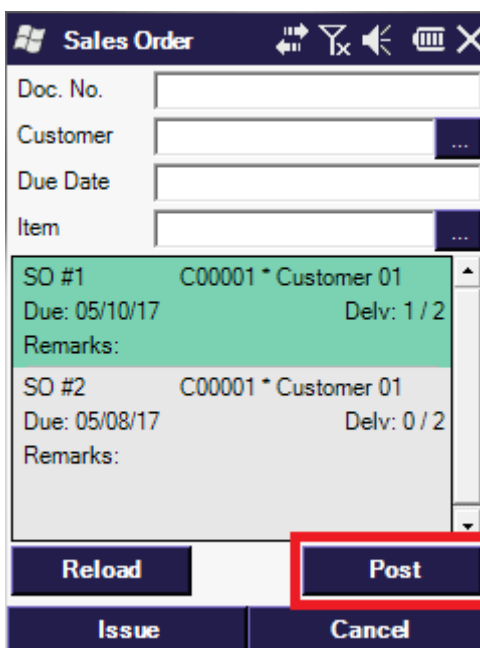 Sales Order
Doc. No.
Customer
...
Due Date
Item
...
SO #1 C00001 * Customer 01
Due: 05/10/17 Delv: 1 / 2
Remarks:
SO #2 C00001 * Customer 01
Due: 05/08/17 Delv: 0 / 2
Remarks:
Reload Post
Issue Cancel